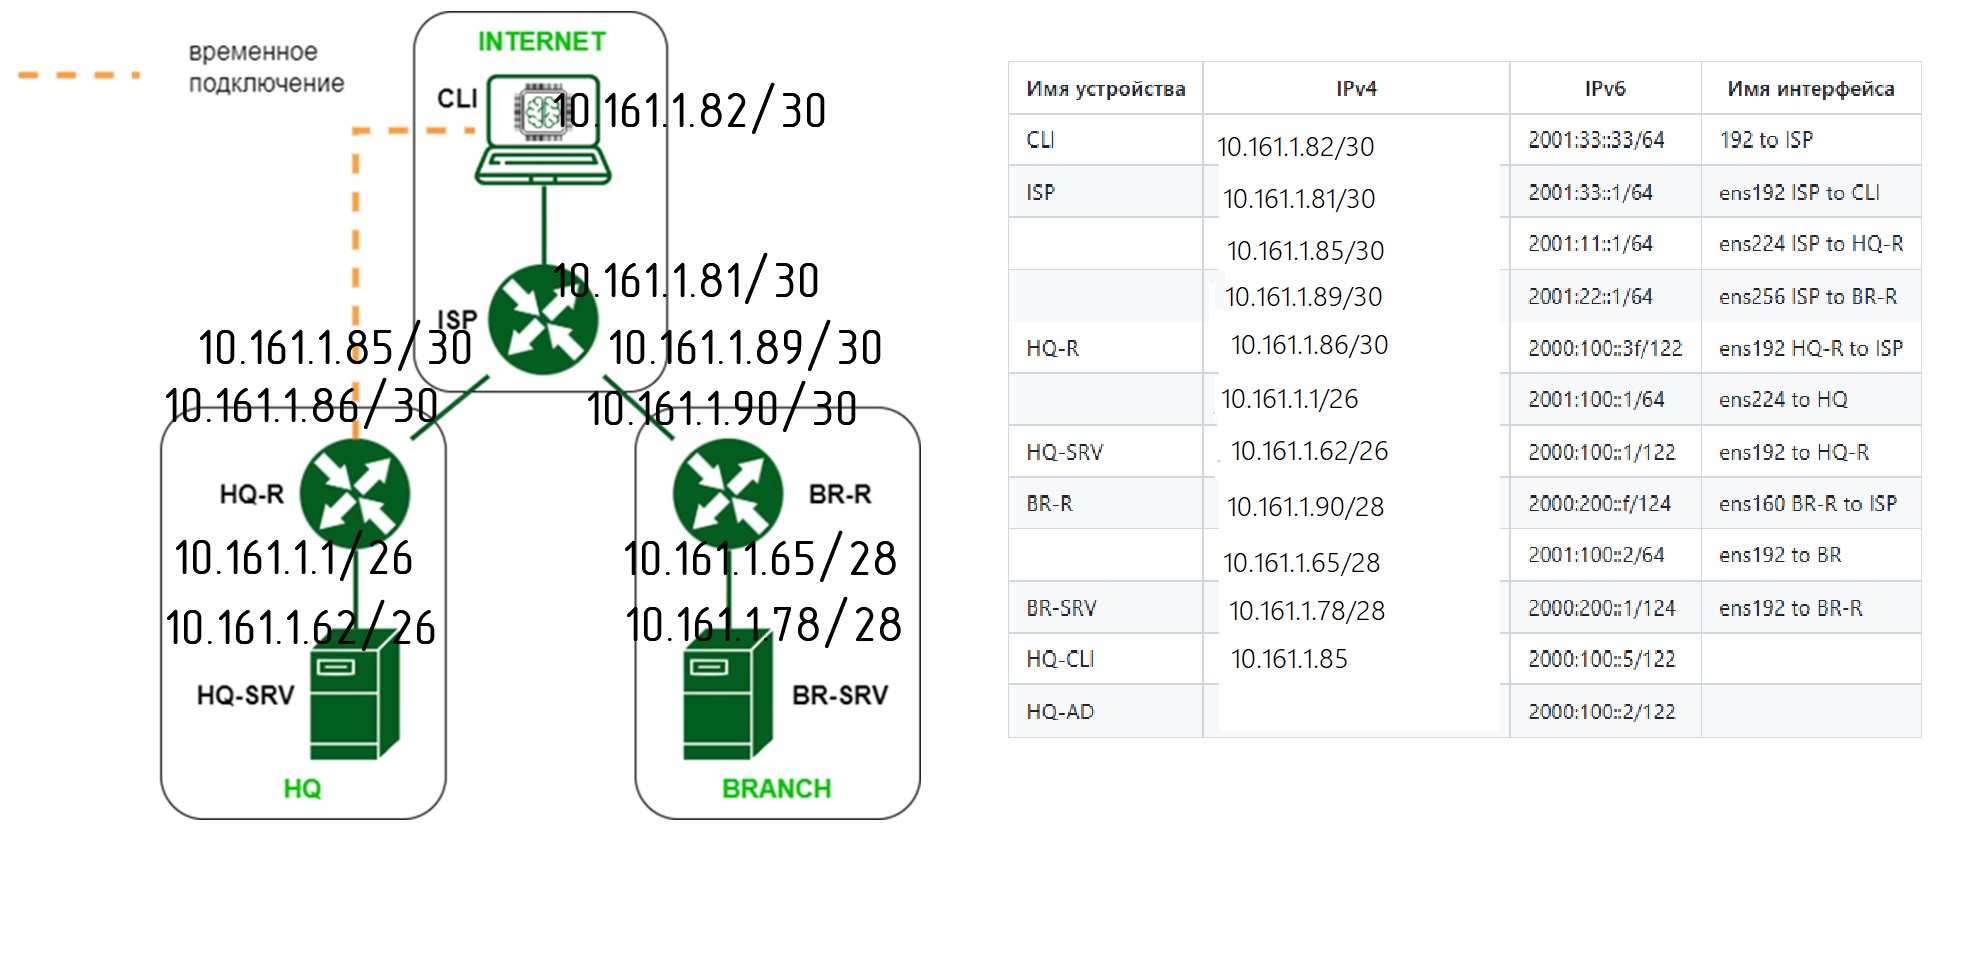 временное
подключение
INTERNET
CLI
10.161.1.82/30
10.161.1.81/30
ISP
10.161.1.85/30
10.161.1.89/30
10.161.1.86/30
10.161.1.90/30
HQ-R
BR-R
10.161.1.1/26
10.161.1.65/28
10.161.1.62/26
10.161.1.78/28
HQ-SRV
BR-SRV
HQ
BRANCH
Имя устройства IPv4 IPv6 Имя интерфейса
CLI 10.161.1.82/30 2001:33::33/64 192 to ISP
ISP 10.161.1.81/30 2001:33::1/64 ens192 ISP to CLI
10.161.1.85/30 2001:11::1/64 ens224 ISP to HQ-R
10.161.1.89/30 2001:22::1/64 ens256 ISP to BR-R
HQ-R 10.161.1.86/30 2000:100::3f/122 ens192 HQ-R to ISP
10.161.1.1/26 2001:100::1/64 ens224 to HQ
HQ-SRV 10.161.1.62/26 2000:100::1/122 ens192 to HQ-R
BR-R 10.161.1.90/28 2000:200::f/124 ens160 BR-R to ISP
10.161.1.65/28 2001:100::2/64 ens192 to BR
BR-SRV 10.161.1.78/28 2000:200::1/124 ens192 to BR-R
HQ-CLI 10.161.1.85 2000:100::5/122
HQ-AD 2000:100::2/122